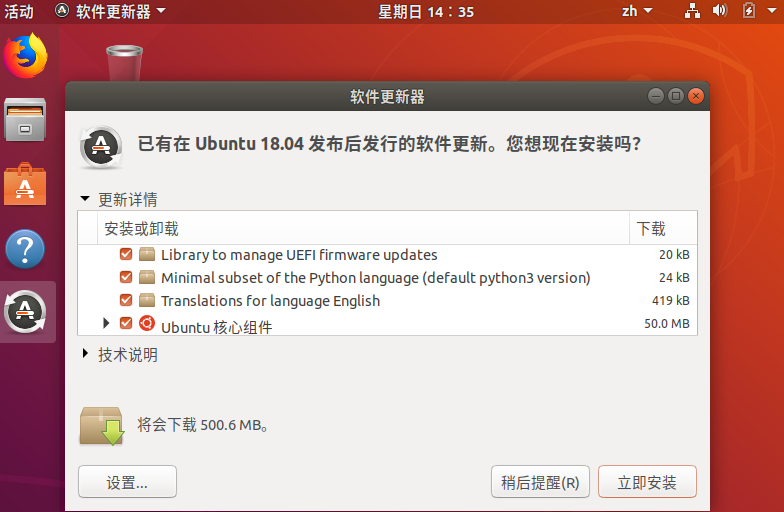 活动 软件更新器 星期日 14：35 zh
软件更新器
已有在 Ubuntu 18.04 发布后发行的软件更新。您想现在安装吗？
更新详情
安装或卸载 下载
Library to manage UEFI firmware updates 20 kB
Minimal subset of the Python language (default python3 version) 24 kB
Translations for language English 419 kB
Ubuntu 核心组件 50.0 MB
技术说明
将会下载 500.6 MB。
设置... 稍后提醒(R) 立即安装